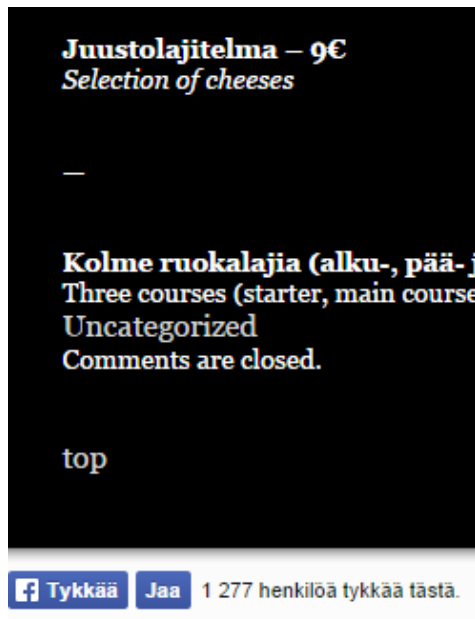 Juustolajitelma – 9€
Selection of cheeses
—
Kolme ruokalajia (alku-, pää- j
Three courses (starter, main course
Uncategorized
Comments are closed.
top
Tykkää Jaa 1 277 henkilöä tykkää tästä.